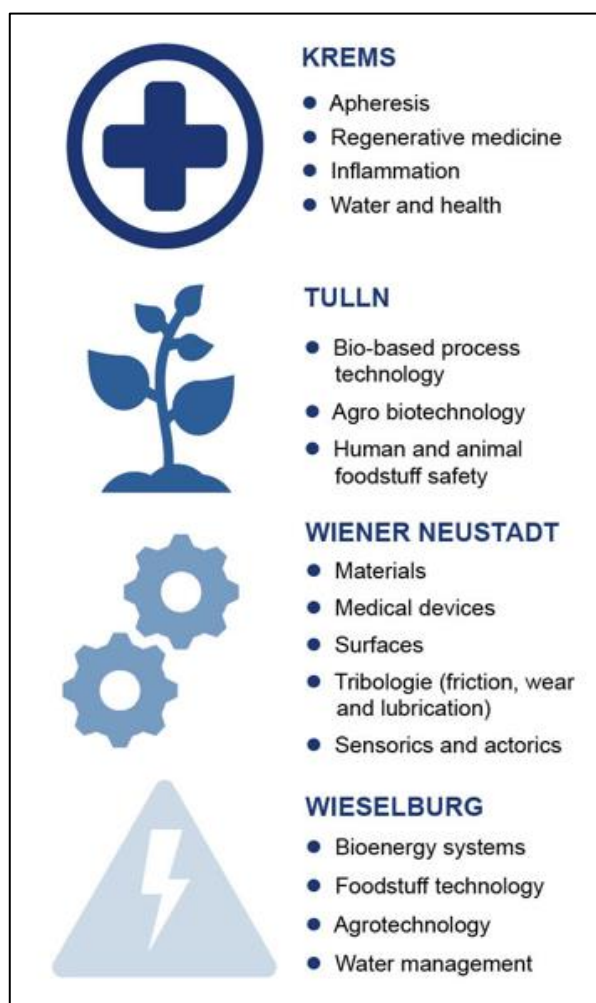 KREMS
● Apheresis
● Regenerative medicine
● Inflammation
● Water and health
TULLN
● Bio-based process
technology
● Agro biotechnology
● Human and animal
foodstuff safety
WIENER NEUSTADT
● Materials
● Medical devices
● Surfaces
● Tribologie (friction, wear
and lubrication)
● Sensorics and actorics
WIESELBURG
● Bioenergy systems
● Foodstuff technology
● Agrotechnology
● Water management